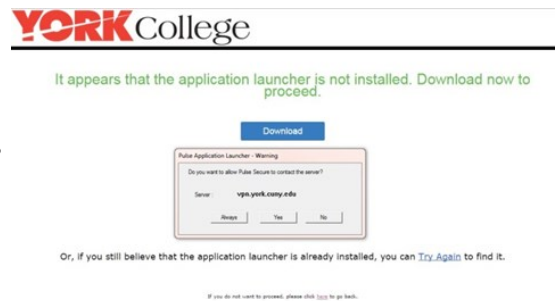 YORK College
It appears that the application launcher is not installed. Download now to
proceed.
Download
Pulse Application Launcher - Warning
Do you want to allow Pulse Secure to contact the server?
Server : vpn.york.cuny.edu
Always Yes No
Or, if you still believe that the application launcher is already installed, you can Try Again to find it.
If you do not want to proceed, please click here to go back.